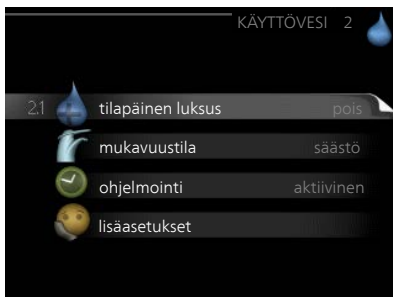 KÄYTTÖVESI 2
2.1 tilapäinen luksus pois
mukavuustila säästö
ohjelmointi aktiivinen
lisäasetukset